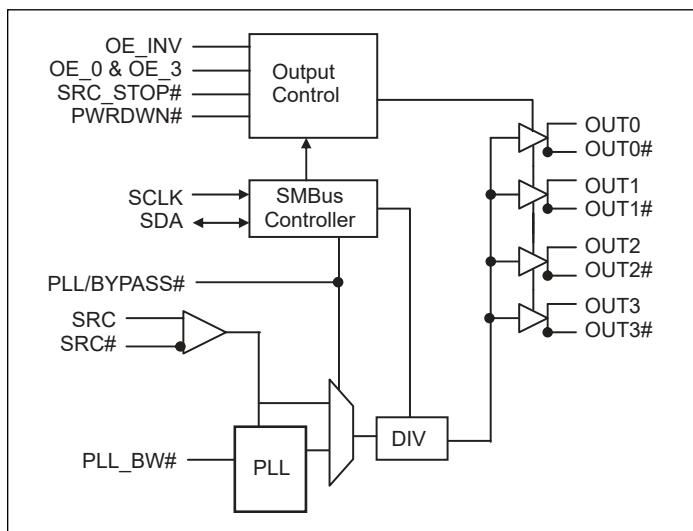 OE_INV
OE_0 & OE_3
SRC_STOP#
PWRDWN#
Output
Control
OUT0
OUT0#
SCLK
SDA
SMBus
Controller
OUT1
OUT1#
OUT2
OUT2#
PLL/BYPASS#
SRC
SRC#
OUT3
OUT3#
PLL_BW#
PLL
DIV